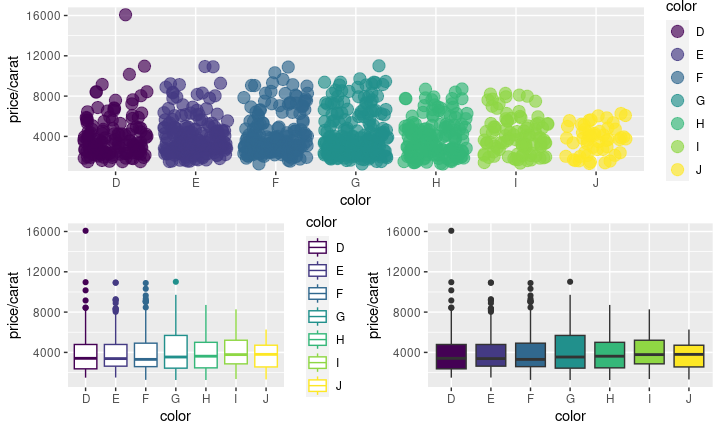 color
D
E
F
G
H
I
J
price/carat
16000
12000
8000
4000
D E F G H I J
color
price/carat
16000
12000
8000
4000
D E F G H I J
color
color
D
E
F
G
H
I
J
price/carat
16000
12000
8000
4000
D E F G H I J
color